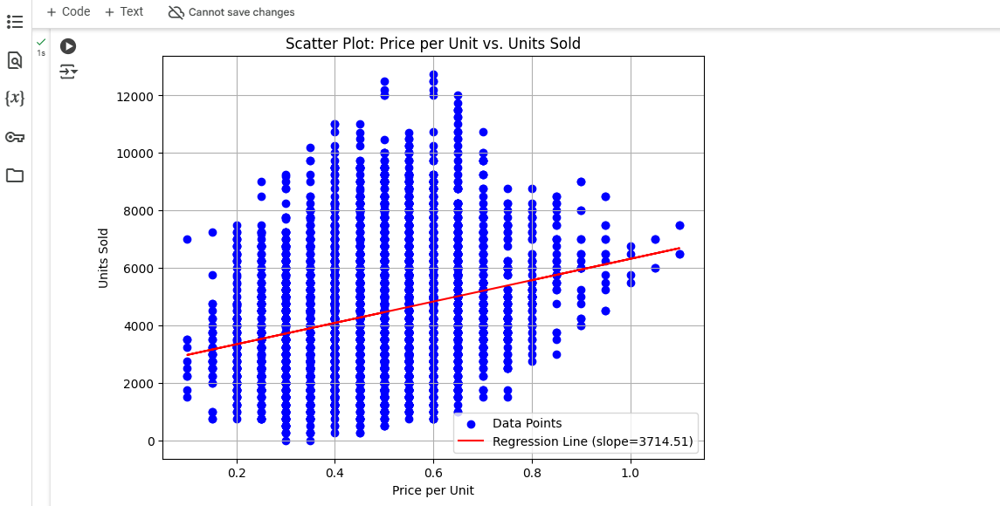 + Code + Text Cannot save changes
1s
{x}
Scatter Plot: Price per Unit vs. Units Sold
Units Sold
12000
10000
8000
6000
4000
2000
0
Data Points
Regression Line (slope=3714.51)
0.2 0.4 0.6 0.8 1.0
Price per Unit